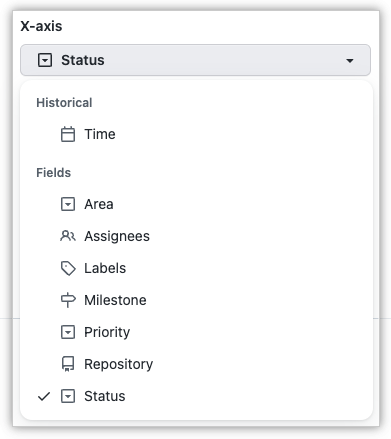 X-axis
Status
Historical
Time
Fields
Area
Assignees
Labels
Milestone
Priority
Repository
Status